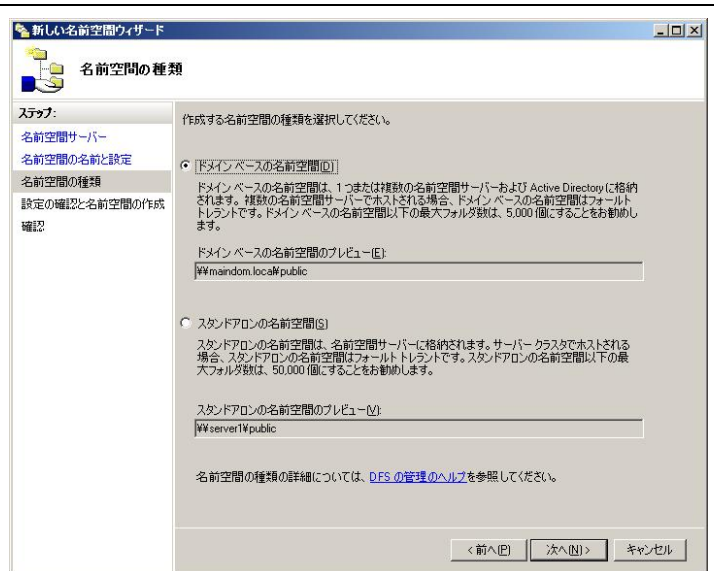 新しい名前空間ウィザード
名前空間の種類
ステップ:
名前空間サーバー
名前空間の名前と設定
名前空間の種類
設定の確認と名前空間の作成
確認
作成する名前空間の種類を選択してください。
ドメイン ベースの名前空間(D)
ドメイン ベースの名前空間は、1 つまたは複数の名前空間サーバーおよび Active Directory に格納
されます。複数の名前空間サーバーでホストされる場合、ドメイン ベースの名前空間はフォールト
トレラントです。ドメイン ベースの名前空間以下の最大フォルダ数は、5,000 個にすることをお勧めし
ます。
ドメイン ベースの名前空間のプレビュー(E):
¥¥maindom.local¥public
スタンドアロンの名前空間(S)
スタンドアロンの名前空間は、名前空間サーバーに格納されます。サーバー クラスタでホストされる
場合、スタンドアロンの名前空間はフォールト トレラントです。スタンドアロンの名前空間以下の最
大フォルダ数は、50,000 個にすることをお勧めします。
スタンドアロンの名前空間のプレビュー(V):
¥¥server1¥public
名前空間の種類の詳細については、DFS の管理のヘルプを参照してください。
< 前へ(P)
次へ(N) >
キャンセル